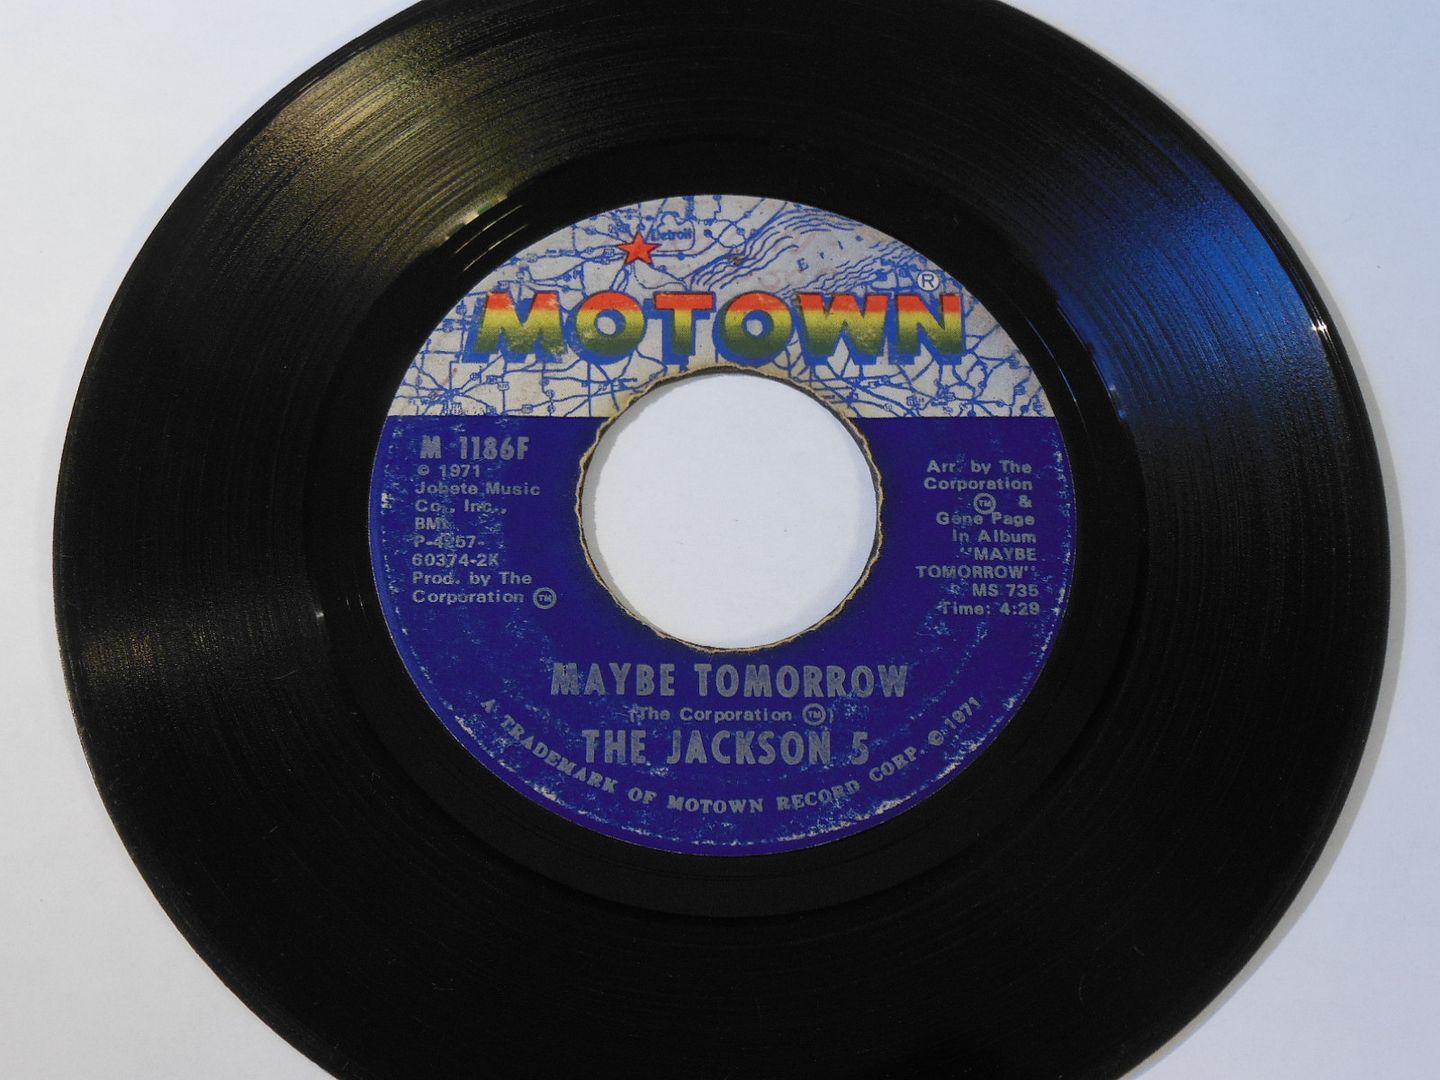 Detroit
MOTOWN®
M 1186F
© 1971
Jobete Music
Co., Inc.,
BMI
60374-2K
Prod. by The
Corporation ™
Arr. by The
Corporation
™ &
Gene Page
In Album
"MAYBE
TOMORROW"
MS 735
Time: 4:29
MAYBE TOMORROW
(The Corporation ™)
THE JACKSON 5
A TRADEMARK OF MOTOWN RECORD CORP. © 1971